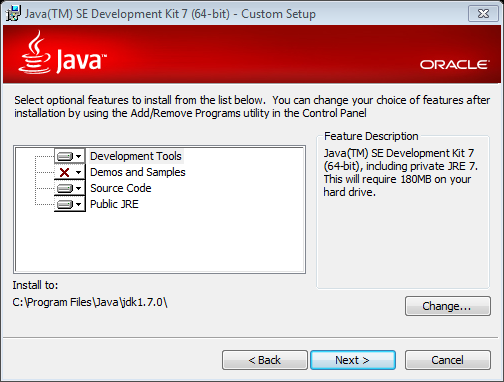 Java(TM) SE Development Kit 7 (64-bit) - Custom Setup
Java™
ORACLE
Select optional features to install from the list below.  You can change your choice of features after
installation by using the Add/Remove Programs utility in the Control Panel
Development Tools
Demos and Samples
Source Code
Public JRE
Feature Description
Java(TM) SE Development Kit 7
(64-bit), including private JRE 7.
This will require 180MB on your
hard drive.
Install to:
C:\Program Files\Java\jdk1.7.0\
Change...
< Back
Next >
Cancel